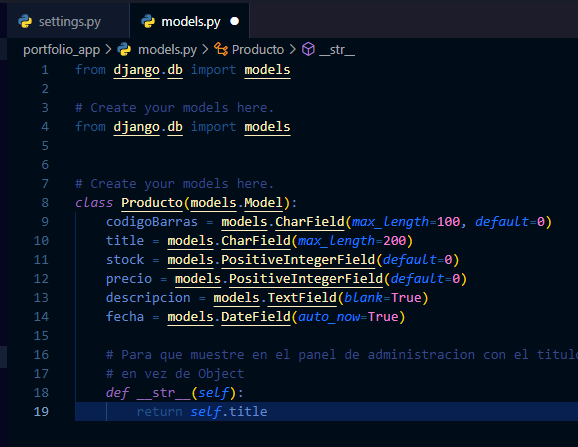 settings.py
models.py
portfolio_app > models.py > Producto > __str__
1 from django.db import models
2
3 # Create your models here.
4 from django.db import models
5
6
7 # Create your models here.
8 class Producto(models.Model):
9 codigoBarras = models.CharField(max_length=100, default=0)
10 title = models.CharField(max_length=200)
11 stock = models.PositiveIntegerField(default=0)
12 precio = models.PositiveIntegerField(default=0)
13 descripcion = models.TextField(blank=True)
14 fecha = models.DateField(auto_now=True)
15
16 # Para que muestre en el panel de administracion con el titulo
17 # en vez de Object
18 def __str__(self):
19 return self.title